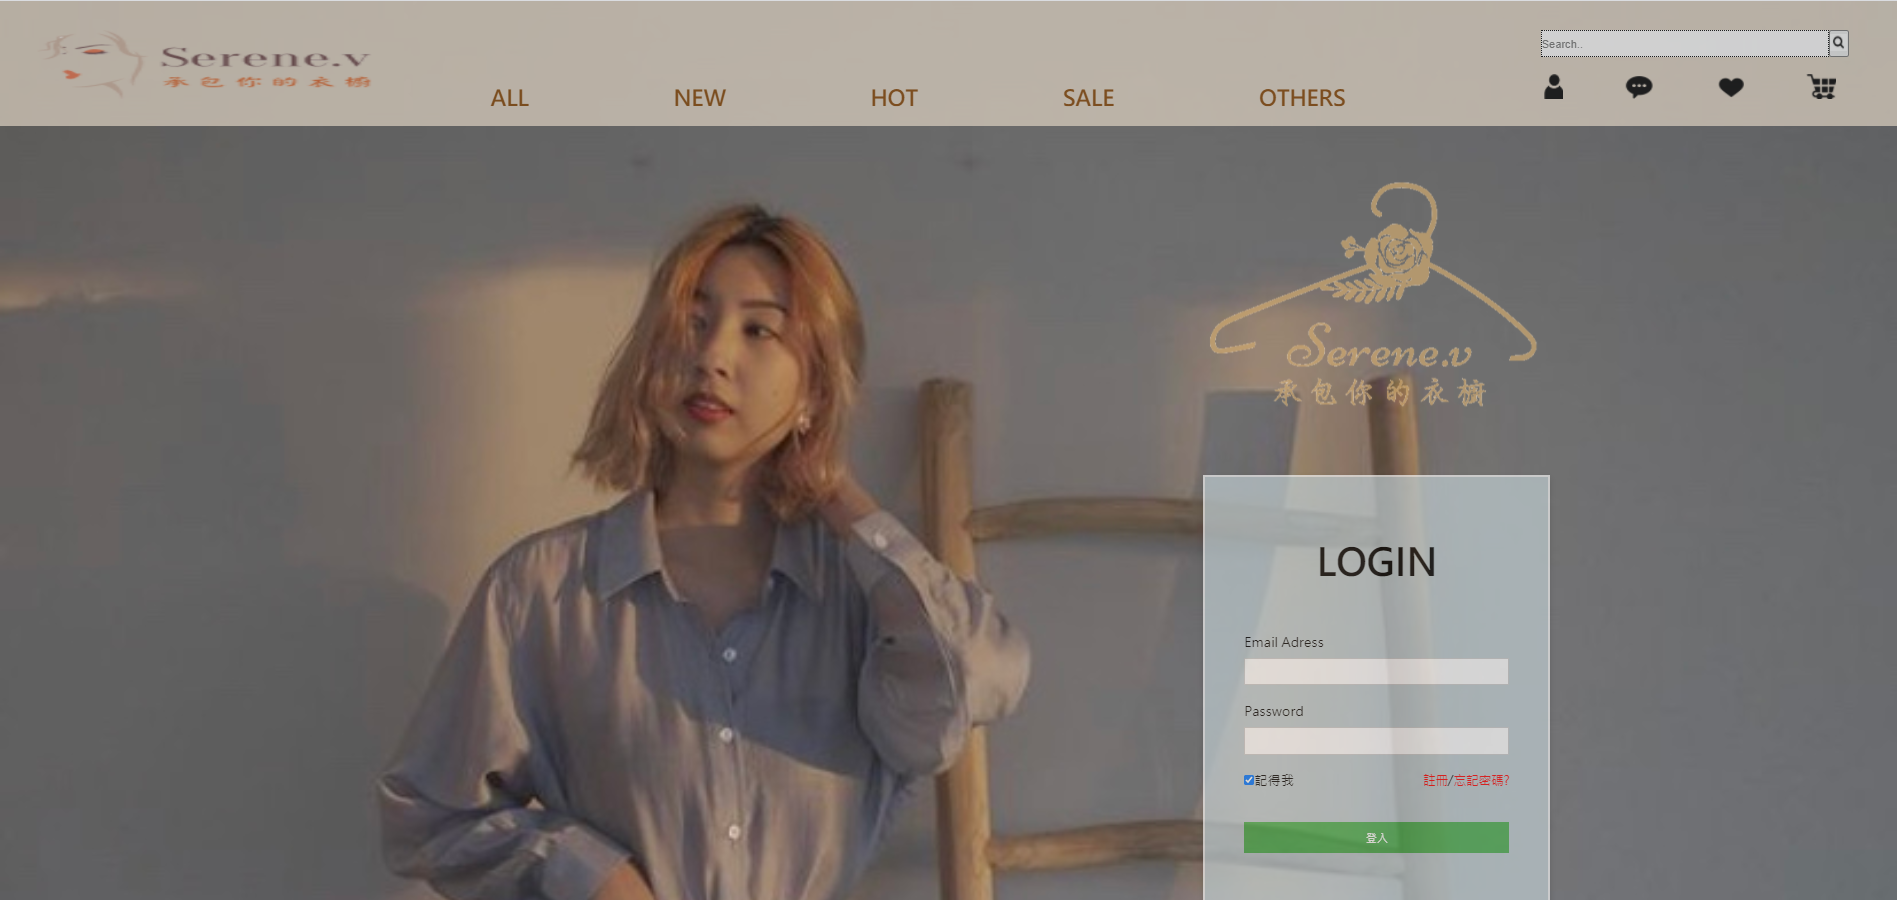 Serene.v
承包你的衣櫥
Search..
ALL
NEW
HOT
SALE
OTHERS
Serene.v
承包你的衣櫥
LOGIN
Email Adress
Password
記得我
註冊/忘記密碼?
登入